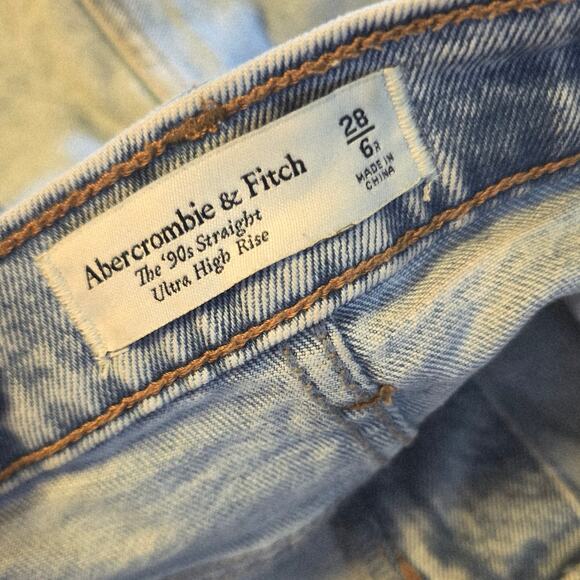 Abercrombie & Fitch
The '90s Straight
Ultra High Rise
28
6R
MADE IN
CHINA